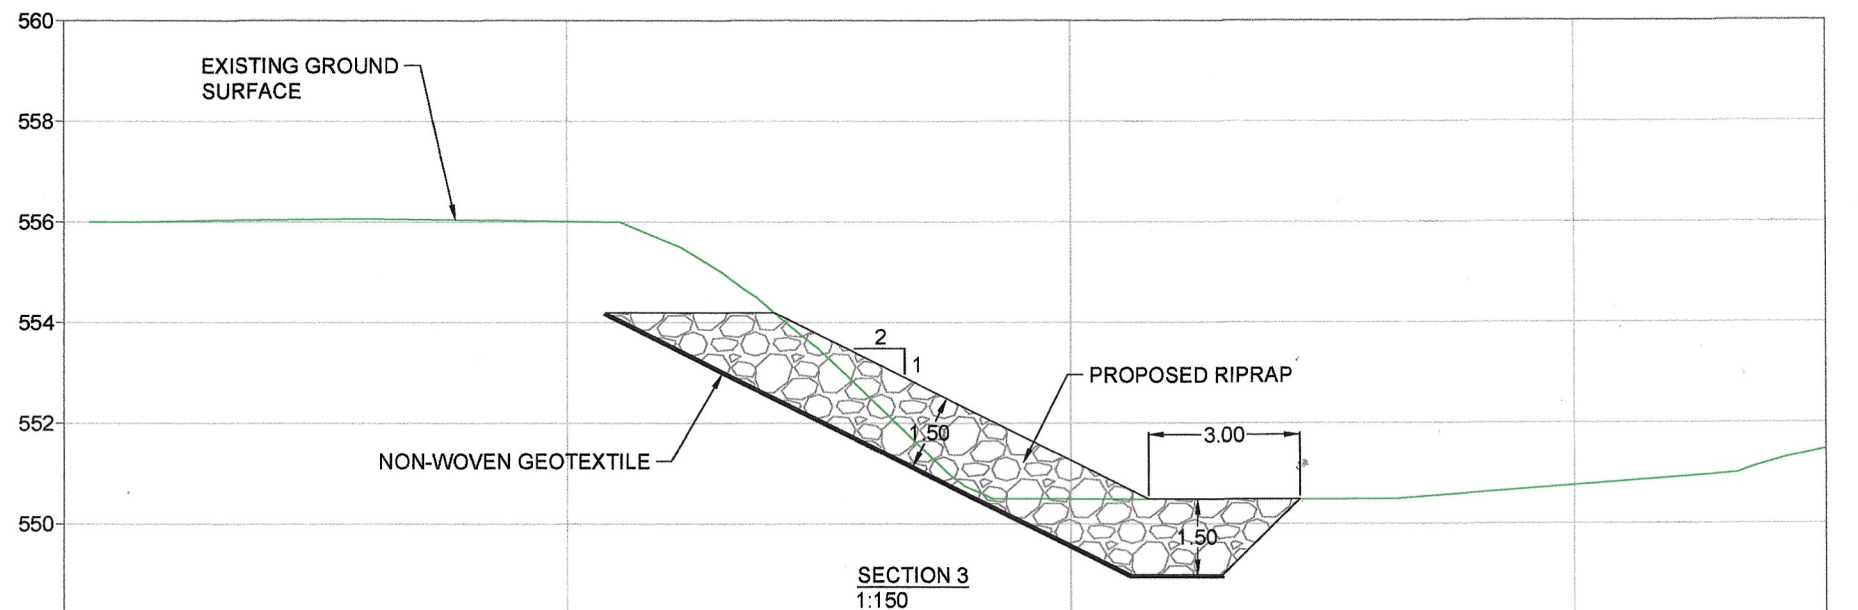 560
EXISTING GROUND
SURFACE
558
556
554
2
1
PROPOSED RIPRAP
552
1.50
3.00
NON-WOVEN GEOTEXTILE
550
1.50
SECTION 3
1:150